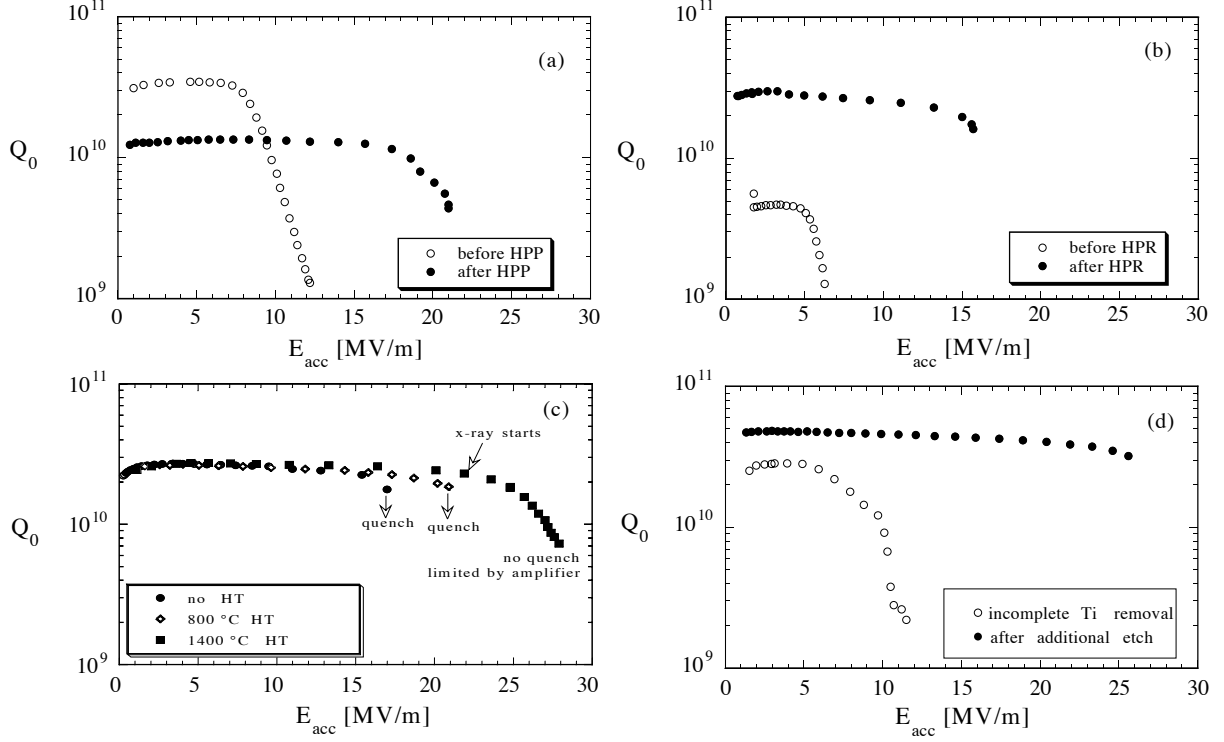 10^11
(a)
Q_0
10^10
before HPP
after HPP
10^9
0 5 10 15 20 25 30
E_acc [MV/m]
10^11
(b)
Q_0
10^10
before HPR
after HPR
10^9
0 5 10 15 20 25 30
E_acc [MV/m]
10^11
(c)
x-ray starts
quench
quench
Q_0
10^10
no quench
limited by amplifier
no HT
800 °C HT
1400 °C HT
10^9
0 5 10 15 20 25 30
E_acc [MV/m]
10^11
(d)
Q_0
10^10
incomplete Ti removal
after additional etch
10^9
0 5 10 15 20 25 30
E_acc [MV/m]